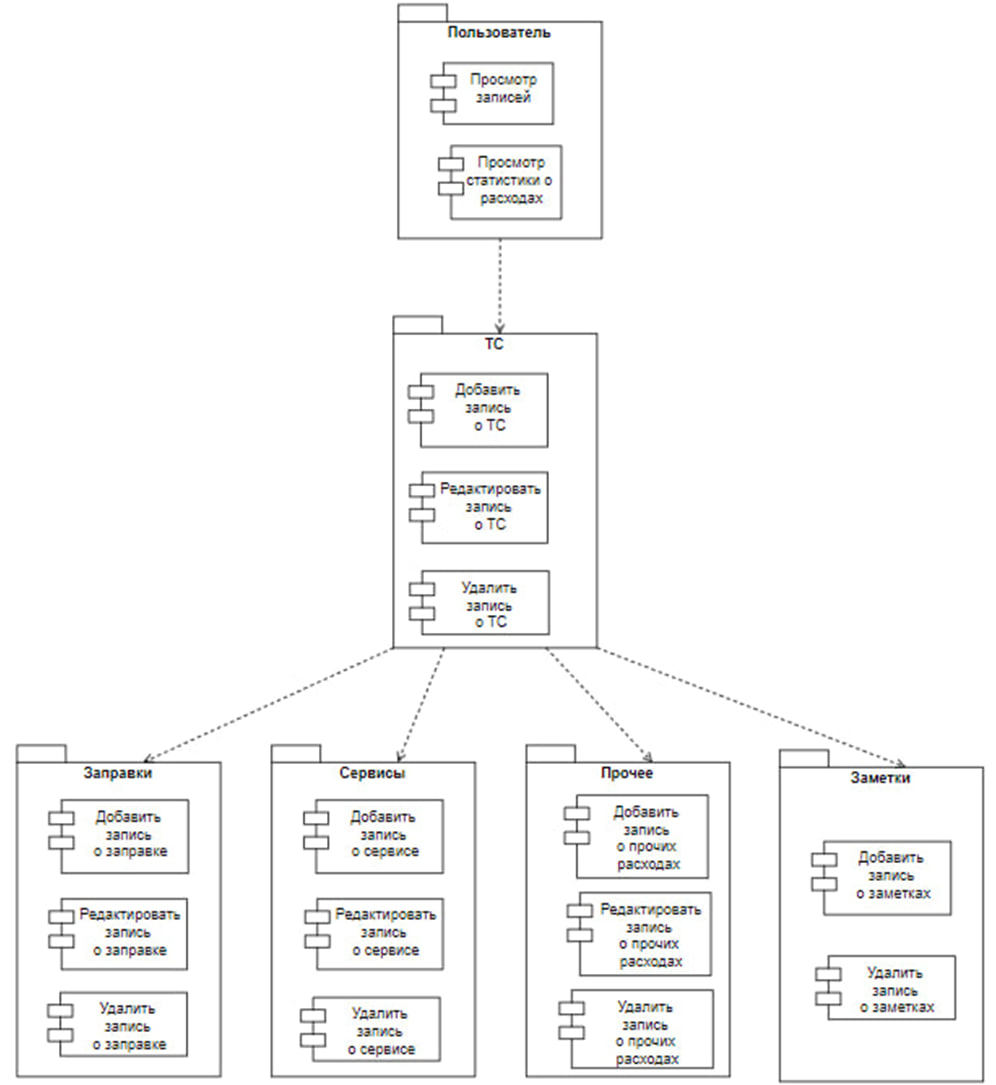 Пользователь
Просмотр
записей
Просмотр
статистики о
расходах
ТС
Добавить
запись
о ТС
Редактировать
запись
о ТС
Удалить
запись
о ТС
Заправки
Добавить
запись
о заправке
Редактировать
запись
о заправке
Удалить
запись
о заправке
Сервисы
Добавить
запись
о сервисе
Редактировать
запись
о сервисе
Удалить
запись
о сервисе
Прочее
Добавить
запись
о прочих
расходах
Редактировать
запись
о прочих
расходах
Удалить
запись
о прочих
расходах
Заметки
Добавить
запись
о заметках
Удалить
запись
о заметках